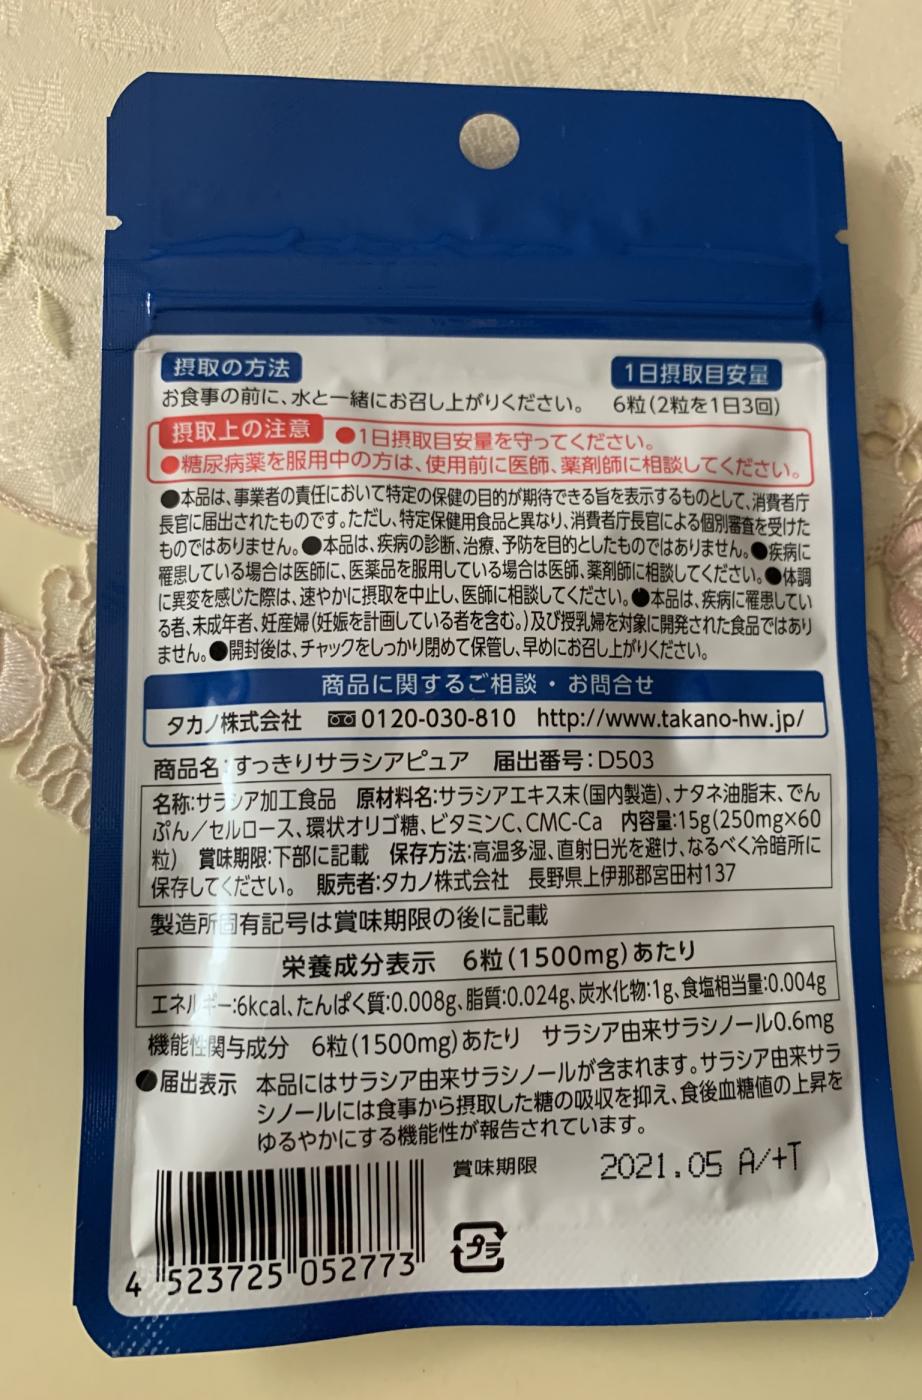 摂取の方法
お食事の前に、水と一緒にお召し上がりください。
1日摂取目安量
6粒(2粒を1日3回)
摂取上の注意 ●1日摂取目安量を守ってください。
●糖尿病薬を服用中の方は、使用前に医師、薬剤師に相談してください。
●本品は、事業者の責任において特定の保健の目的が期待できる旨を表示するものとして、消費者庁
長官に届出されたものです。ただし、特定保健用食品と異なり、消費者庁長官による個別審査を受けた
ものではありません。●本品は、疾病の診断、治療、予防を目的としたものではありません。●疾病に
罹患している場合は医師に、医薬品を服用している場合は医師、薬剤師に相談してください。●体調
に異変を感じた際は、速やかに摂取を中止し、医師に相談してください。●本品は、疾病に罹患してい
る者、未成年者、妊産婦(妊娠を計画している者を含む。)及び授乳婦を対象に開発された食品ではあり
ません。●開封後は、チャックをしっかり閉めて保管し、早めにお召し上がりください。
商品に関するご相談・お問合せ
タカノ株式会社 0120-030-810 http://www.takano-hw.jp/
商品名:すっきりサラシアピュア 届出番号:D503
名称:サラシア加工食品 原材料名:サラシアエキス末(国内製造)、ナタネ油脂末、でん
ぷん/セルロース、環状オリゴ糖、ビタミンC、CMC-Ca 内容量:15g(250mg×60
粒) 賞味期限:下部に記載 保存方法:高温多湿、直射日光を避け、なるべく冷暗所に
保存してください。 販売者:タカノ株式会社 長野県上伊那郡宮田村137
製造所固有記号は賞味期限の後に記載
栄養成分表示 6粒(1500mg)あたり
エネルギー:6kcal、たんぱく質:0.008g、脂質:0.024g、炭水化物:1g、食塩相当量:0.004g
機能性関与成分 6粒(1500mg)あたり サラシア由来サラシノール0.6mg
●届出表示 本品にはサラシア由来サラシノールが含まれます。サラシア由来サラ
シノールには食事から摂取した糖の吸収を抑え、食後血糖値の上昇を
ゆるやかにする機能性が報告されています。
賞味期限 2021.05 A/+T
プラ
4 523725 052773